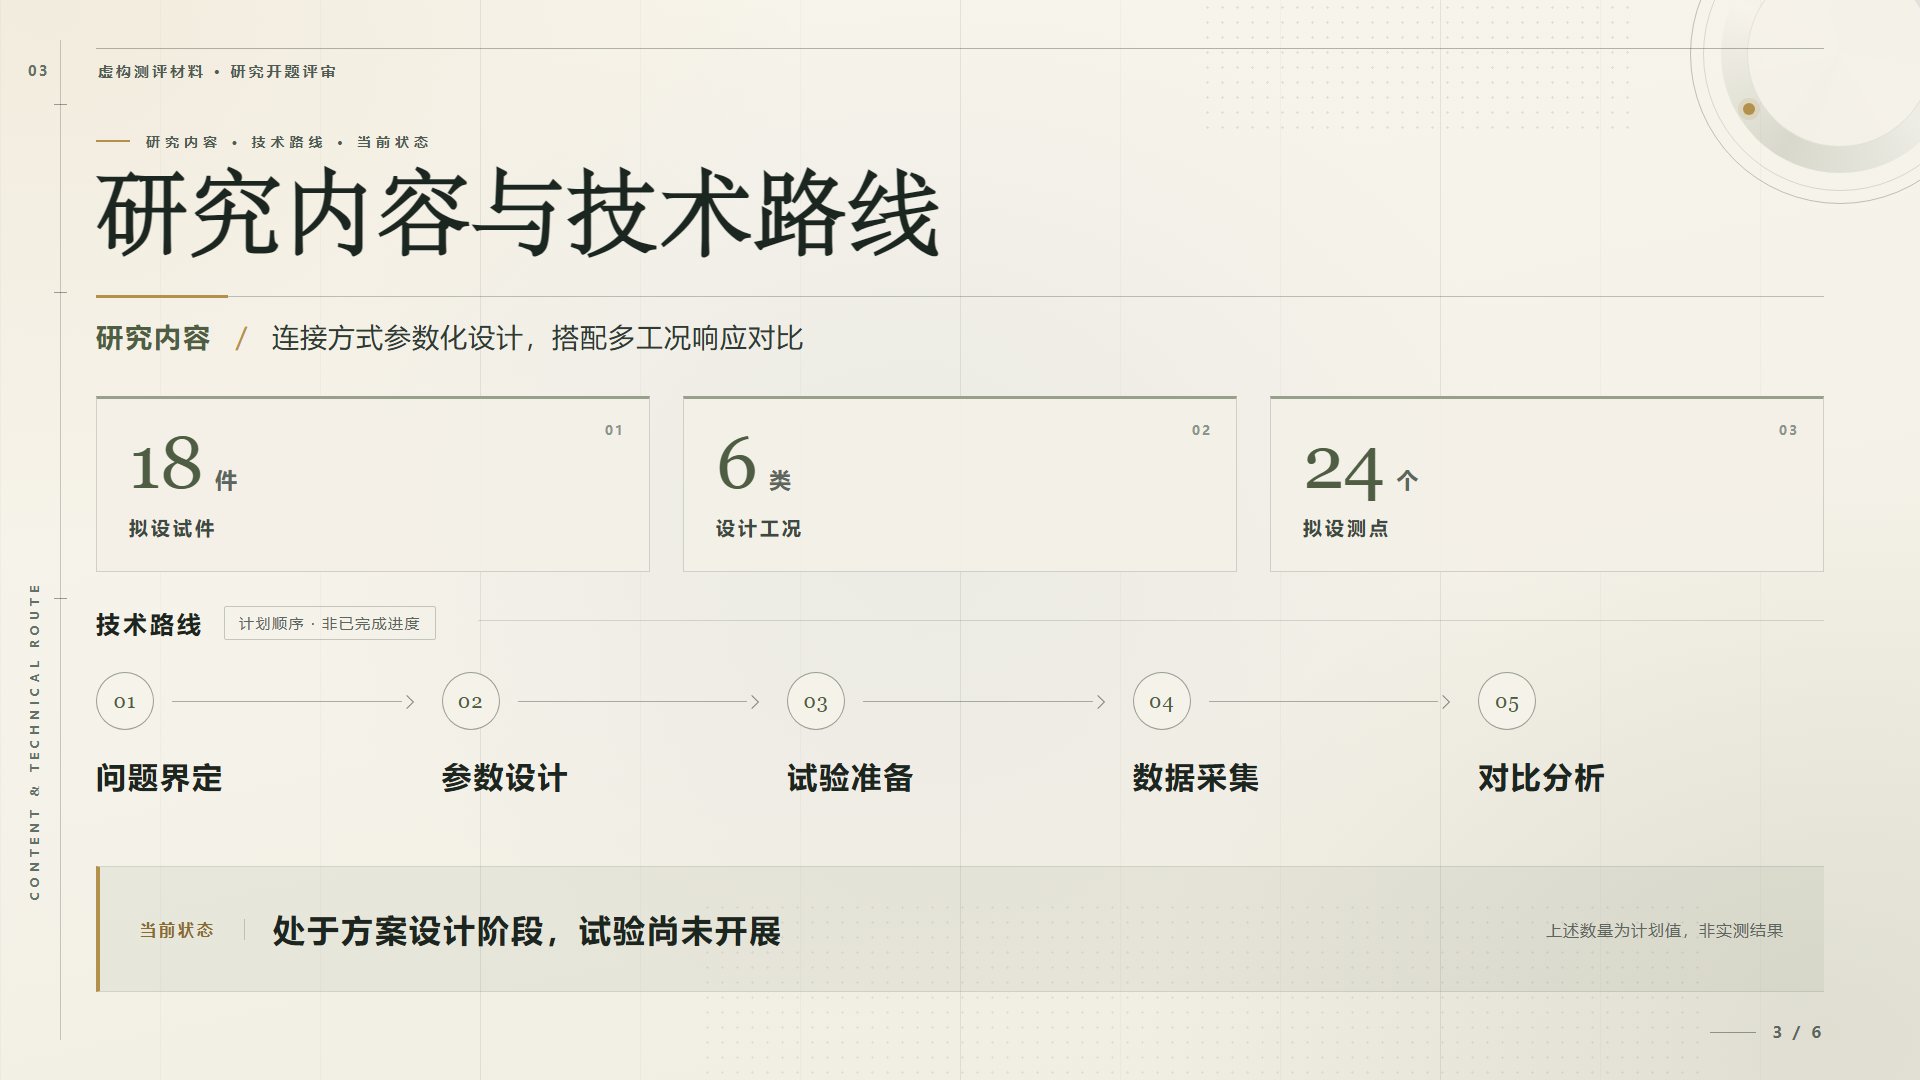 03
虚构测评材料 • 研究开题评审
研究内容 • 技术路线 • 当前状态
研究内容与技术路线
研究内容 / 连接方式参数化设计，搭配多工况响应对比
01
18 件
拟设试件
02
6 类
设计工况
03
24 个
拟设测点
CONTENT & TECHNICAL ROUTE
技术路线 计划顺序 · 非已完成进度
01
02
03
04
05
问题界定
参数设计
试验准备
数据采集
对比分析
当前状态 处于方案设计阶段，试验尚未开展
上述数量为计划值，非实测结果
3 / 6